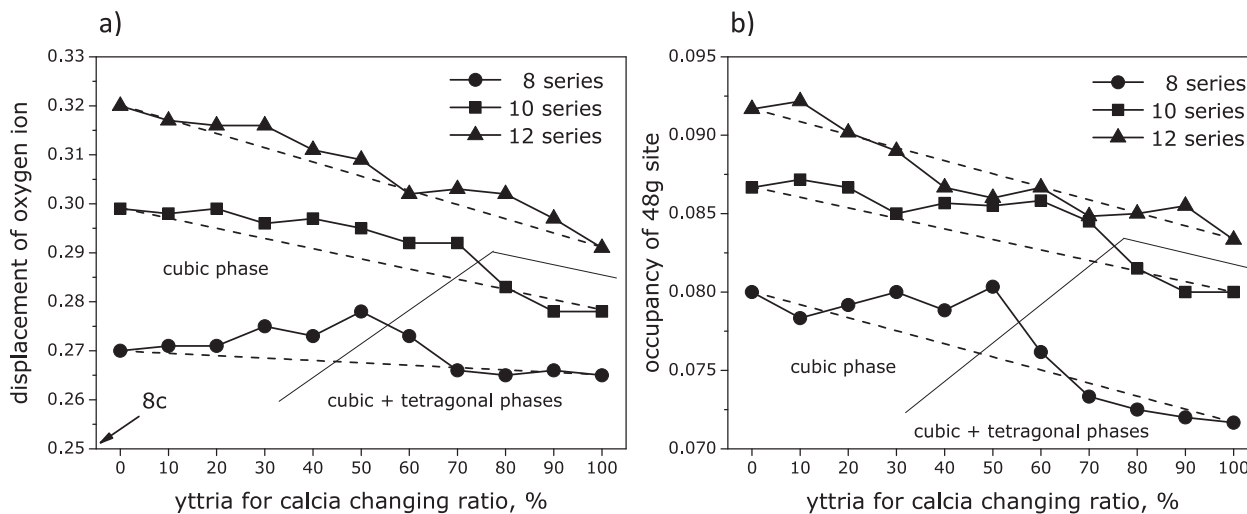 a)
displacement of oxygen ion
0.33
0.32
0.31
0.30
0.29
0.28
0.27
0.26
0.25
8 series
10 series
12 series
cubic phase
cubic + tetragonal phases
8c
0 10 20 30 40 50 60 70 80 90 100
yttria for calcia changing ratio, %
b)
occupancy of 48g site
0.095
0.090
0.085
0.080
0.075
0.070
8 series
10 series
12 series
cubic phase
cubic + tetragonal phases
0 10 20 30 40 50 60 70 80 90 100
yttria for calcia changing ratio, %